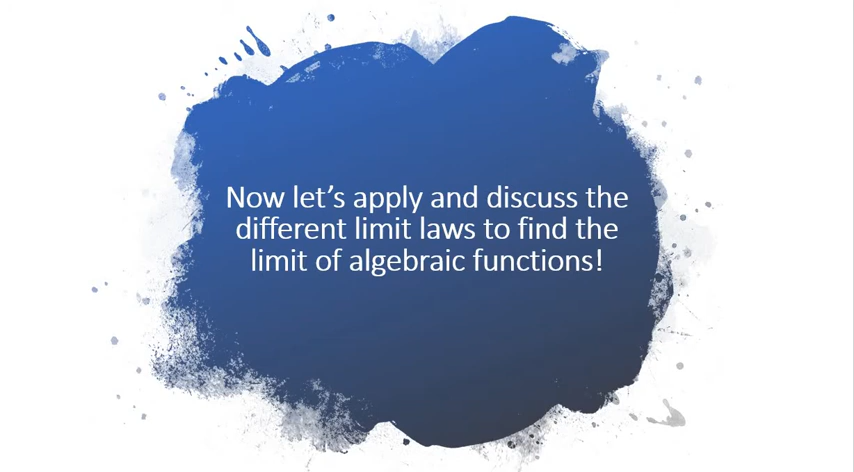 Now let’s apply and discuss the
different limit laws to find the
limit of algebraic functions!